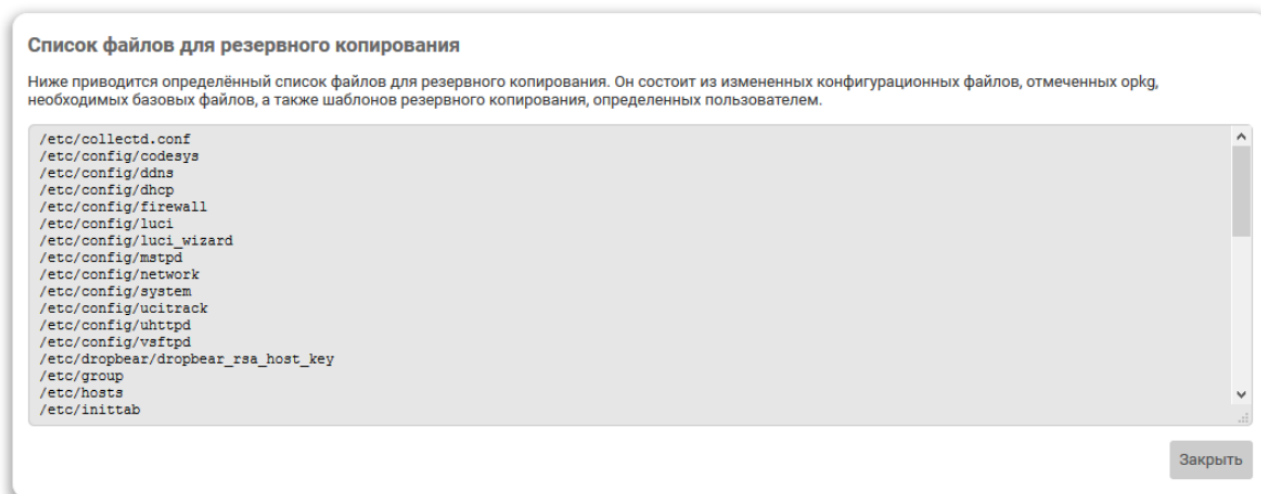 Список файлов для резервного копирования
Ниже приводится определённый список файлов для резервного копирования. Он состоит из измененных конфигурационных файлов, отмеченных opkg,
необходимых базовых файлов, а также шаблонов резервного копирования, определенных пользователем.
/etc/collectd.conf
/etc/config/codesys
/etc/config/ddns
/etc/config/dhcp
/etc/config/firewall
/etc/config/luci
/etc/config/luci_wizard
/etc/config/mstpd
/etc/config/network
/etc/config/system
/etc/config/ucitrack
/etc/config/uhttpd
/etc/config/vsftpd
/etc/dropbear/dropbear_rsa_host_key
/etc/group
/etc/hosts
/etc/inittab
Закрыть